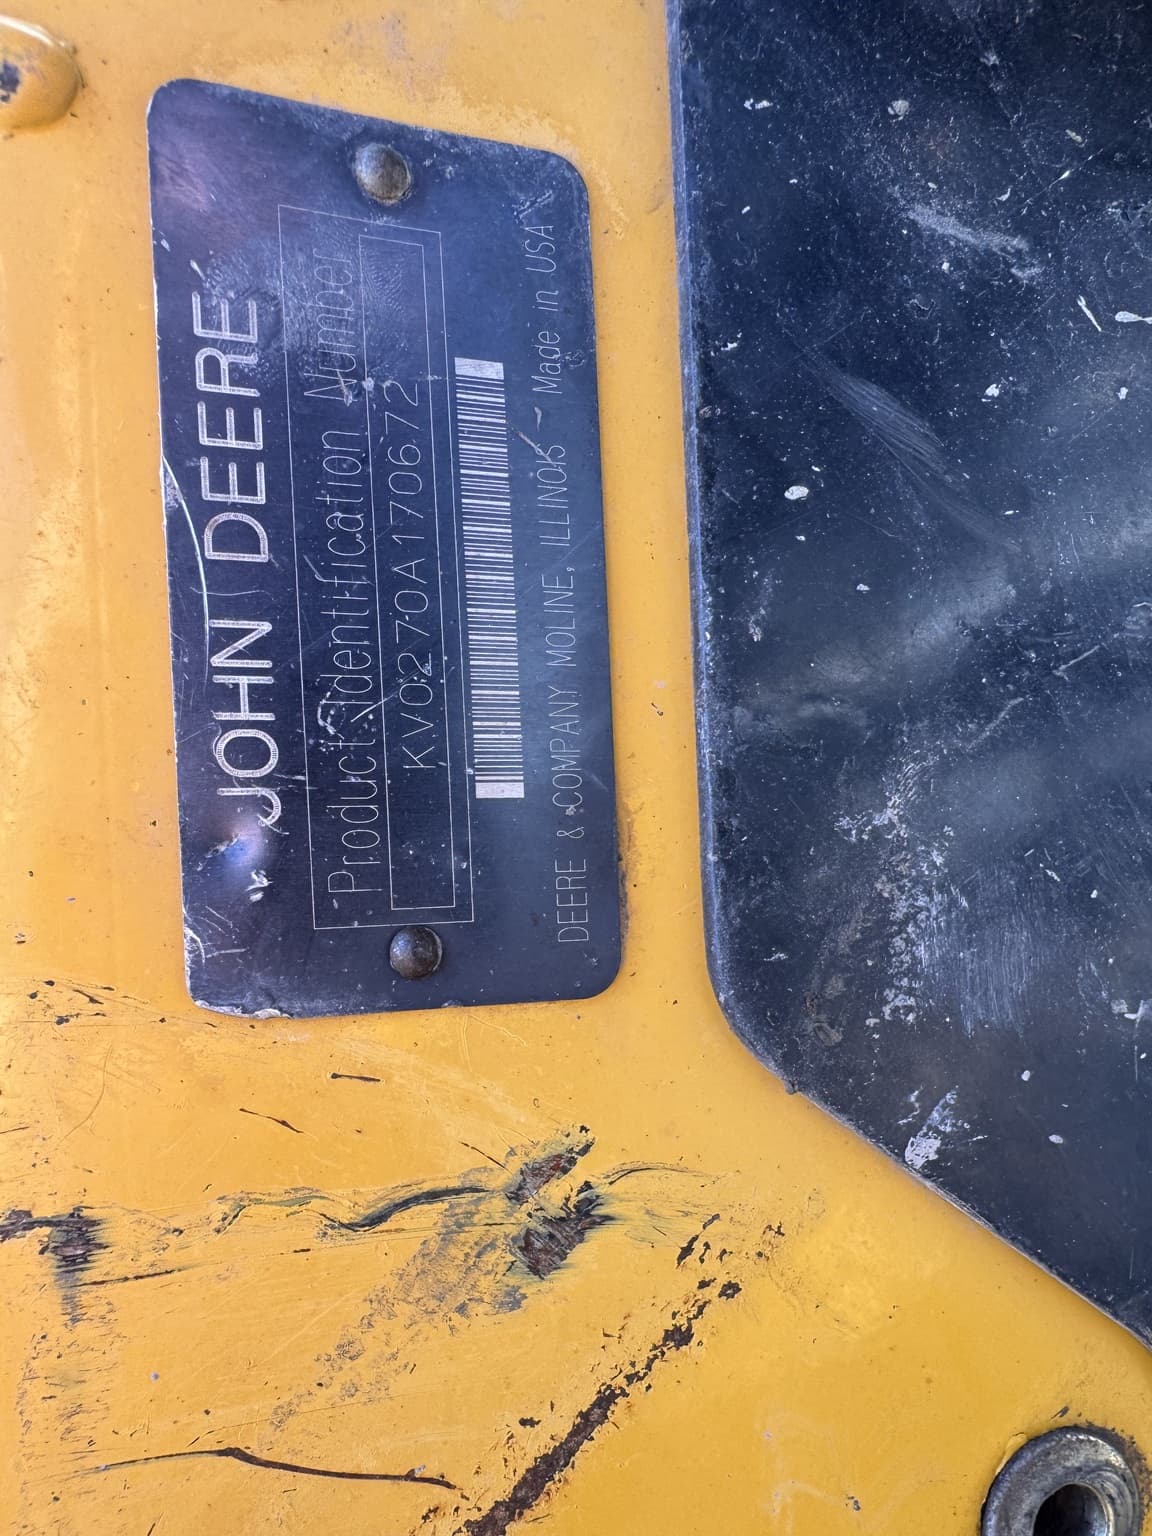 JOHN DEERE
Product Identification Number
KV0270A170672
DEERE & COMPANY MOLINE, ILLINOIS Made in USA